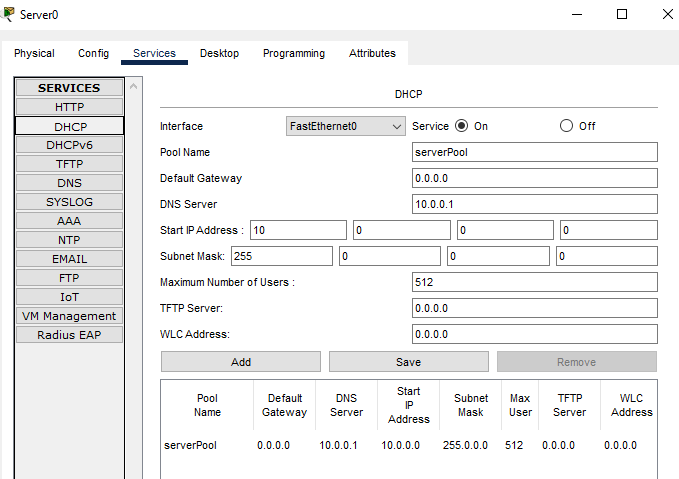 Server0
Physical Config Services Desktop Programming Attributes
SERVICES
HTTP
DHCP
DHCPv6
TFTP
DNS
SYSLOG
AAA
NTP
EMAIL
FTP
IoT
VM Management
Radius EAP
DHCP
Interface FastEthernet0 Service On Off
Pool Name serverPool
Default Gateway 0.0.0.0
DNS Server 10.0.0.1
Start IP Address : 10 0 0 0
Subnet Mask: 255 0 0 0
Maximum Number of Users : 512
TFTP Server: 0.0.0.0
WLC Address: 0.0.0.0
Add Save Remove
Pool Name Default Gateway DNS Server Start IP Address Subnet Mask Max User TFTP Server WLC Address
serverPool 0.0.0.0 10.0.0.1 10.0.0.0 255.0.0.0 512 0.0.0.0 0.0.0.0